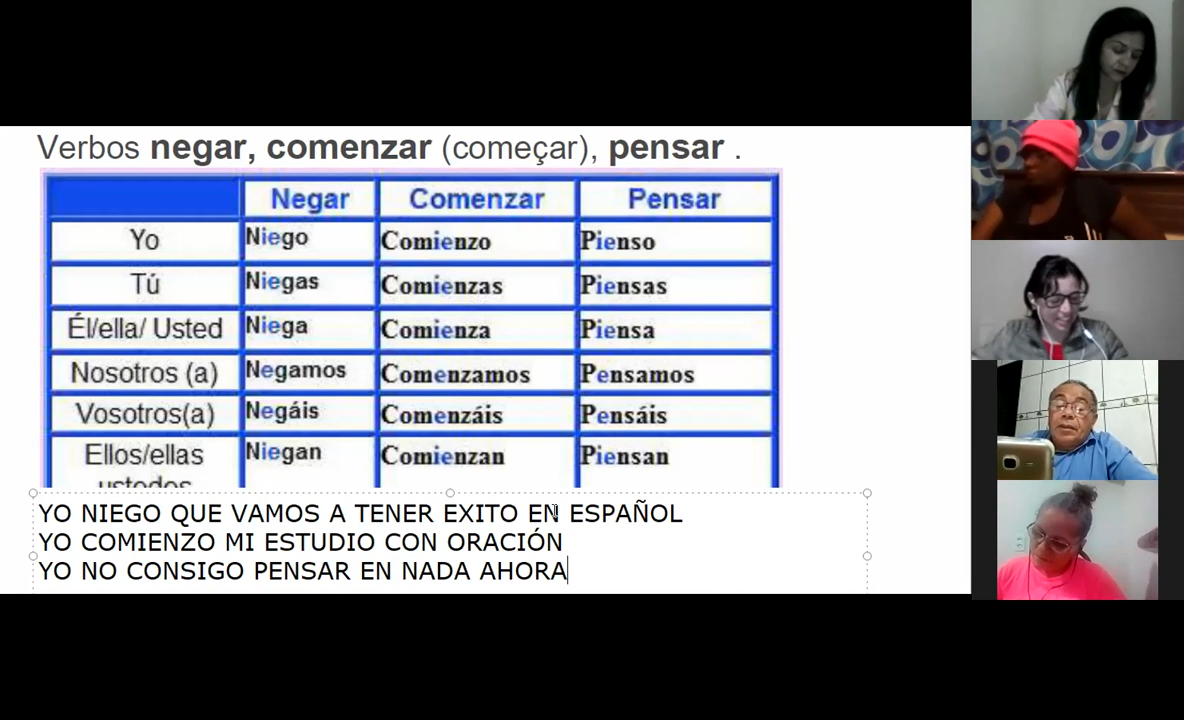 Verbos negar, comenzar (começar), pensar .
Negar Comenzar Pensar
Yo Niego Comienzo Pienso
Tú Niegas Comienzas Piensas
Él/ella/ Usted Niega Comienza Piensa
Nosotros (a) Negamos Comenzamos Pensamos
Vosotros(a) Negáis Comenzáis Pensáis
Ellos/ellas Niegan Comienzan Piensan
ustedes
YO NIEGO QUE VAMOS A TENER EXITO EN ESPAÑOL
YO COMIENZO MI ESTUDIO CON ORACIÓN
YO NO CONSIGO PENSAR EN NADA AHORA